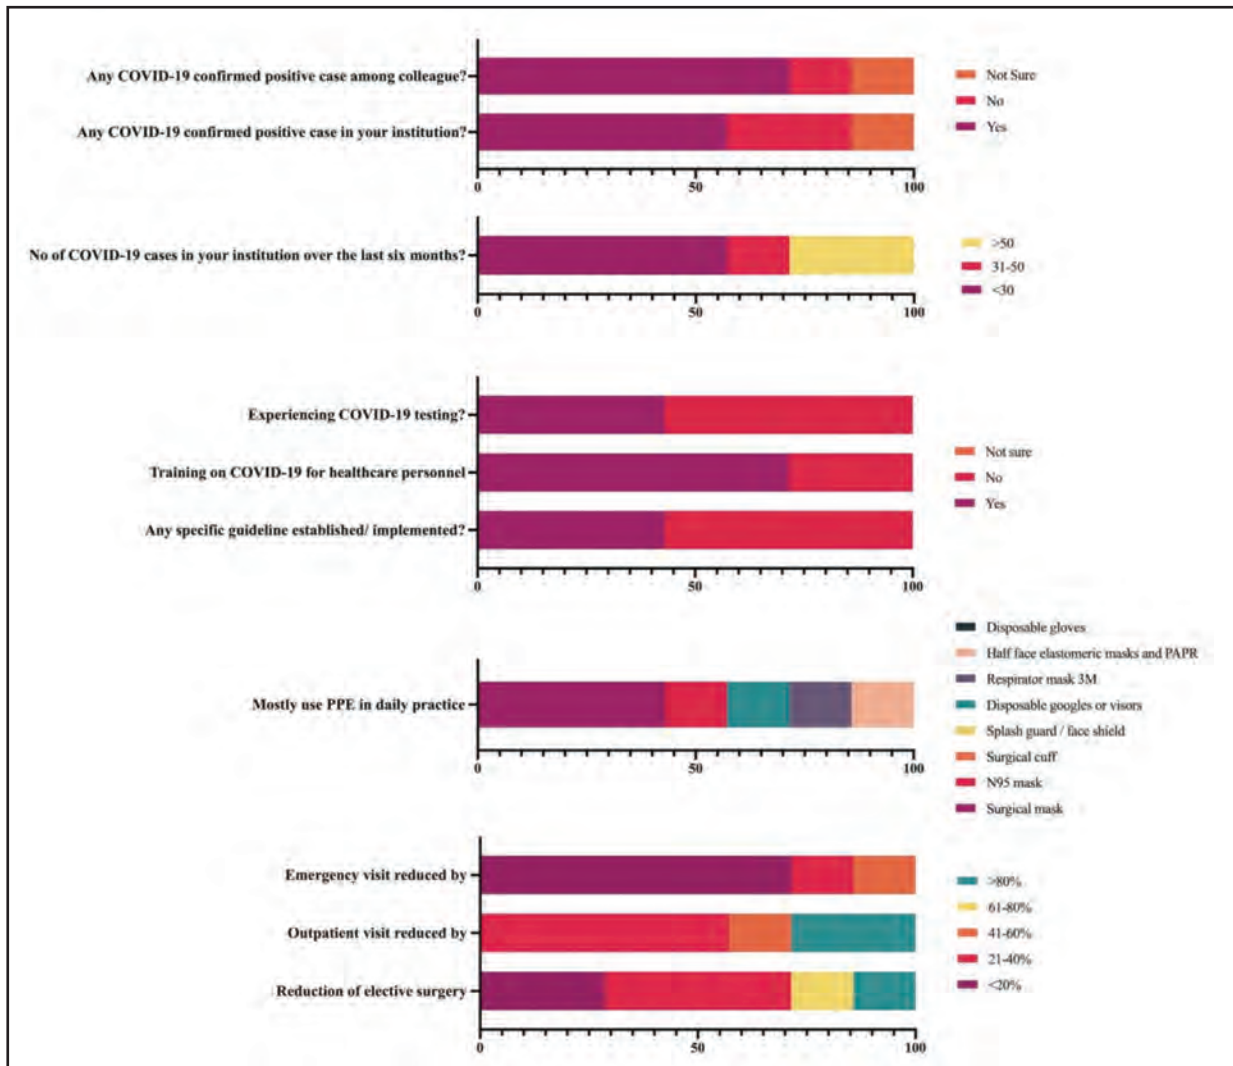 Any COVID-19 confirmed positive case among colleague?
Any COVID-19 confirmed positive case in your institution?
0 50 100
Not Sure
No
Yes
No of COVID-19 cases in your institution over the last six months?
0 50 100
>50
31-50
<30
Experiencing COVID-19 testing?
Training on COVID-19 for healthcare personnel
Any specific guideline established/ implemented?
0 50 100
Not sure
No
Yes
Mostly use PPE in daily practice
0 50 100
Disposable gloves
Half face elastomeric masks and PAPR
Respirator mask 3M
Disposable googles or visors
Splash guard / face shield
Surgical cuff
N95 mask
Surgical mask
Emergency visit reduced by
Outpatient visit reduced by
Reduction of elective surgery
0 50 100
>80%
61-80%
41-60%
21-40%
<20%